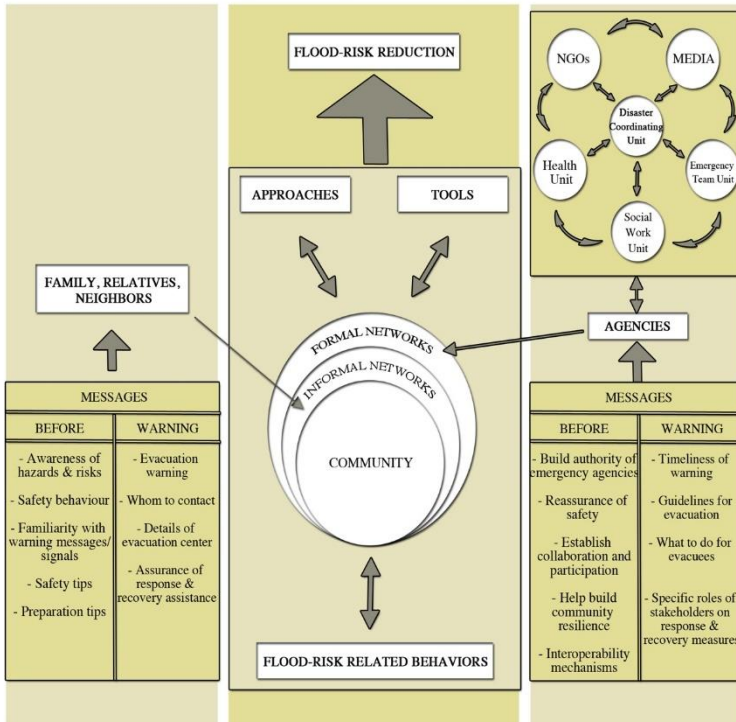 FLOOD-RISK REDUCTION
APPROACHES
TOOLS
FORMAL NETWORKS
INFORMAL NETWORKS
COMMUNITY
FLOOD-RISK RELATED BEHAVIORS
FAMILY, RELATIVES,
NEIGHBORS
MESSAGES
BEFORE
- Awareness of
hazards & risks
- Safety behaviour
- Familiarity with
warning messages/
signals
- Safety tips
- Preparation tips
WARNING
- Evacuation
warning
- Whom to contact
- Details of
evacuation center
- Assurance of
response &
recovery assistance
NGOs
MEDIA
Disaster
Coordinating
Unit
Health
Unit
Emergency
Team Unit
Social
Work
Unit
AGENCIES
MESSAGES
BEFORE
- Build authority of
emergency agencies
- Reassurance of
safety
- Establish
collaboration and
participation
- Help build
community
resilience
- Interoperability
mechanisms
WARNING
- Timeliness of
warning
- Guidelines for
evacuation
- What to do for
evacuees
- Specific roles of
stakeholders on
response &
recovery measures